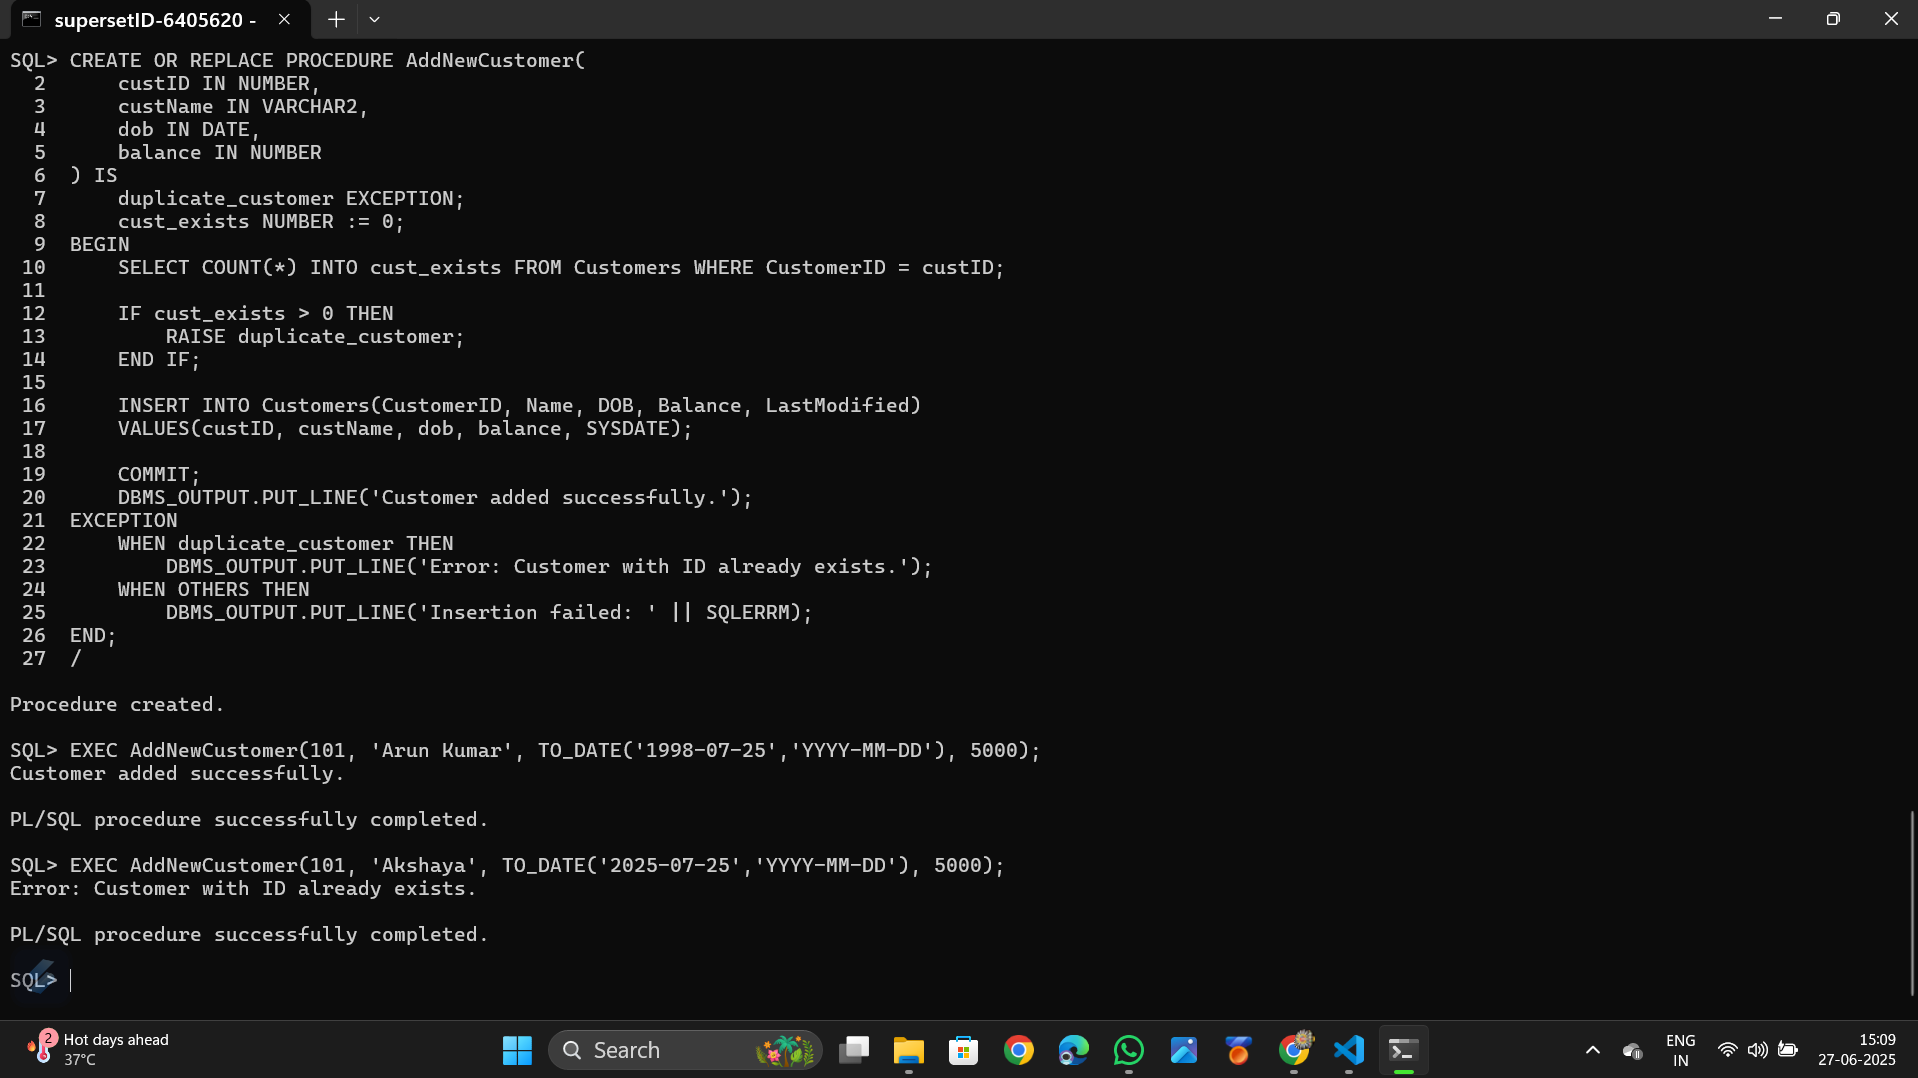 supersetID-6405620 -
SQL> CREATE OR REPLACE PROCEDURE AddNewCustomer(
  2      custID IN NUMBER,
  3      custName IN VARCHAR2,
  4      dob IN DATE,
  5      balance IN NUMBER
  6  ) IS
  7      duplicate_customer EXCEPTION;
  8      cust_exists NUMBER := 0;
  9  BEGIN
 10      SELECT COUNT(*) INTO cust_exists FROM Customers WHERE CustomerID = custID;
 11
 12      IF cust_exists > 0 THEN
 13          RAISE duplicate_customer;
 14      END IF;
 15
 16      INSERT INTO Customers(CustomerID, Name, DOB, Balance, LastModified)
 17      VALUES(custID, custName, dob, balance, SYSDATE);
 18
 19      COMMIT;
 20      DBMS_OUTPUT.PUT_LINE('Customer added successfully.');
 21  EXCEPTION
 22      WHEN duplicate_customer THEN
 23          DBMS_OUTPUT.PUT_LINE('Error: Customer with ID already exists.');
 24      WHEN OTHERS THEN
 25          DBMS_OUTPUT.PUT_LINE('Insertion failed: ' || SQLERRM);
 26  END;
 27  /
Procedure created.
SQL> EXEC AddNewCustomer(101, 'Arun Kumar', TO_DATE('1998-07-25','YYYY-MM-DD'), 5000);
Customer added successfully.
PL/SQL procedure successfully completed.
SQL> EXEC AddNewCustomer(101, 'Akshaya', TO_DATE('2025-07-25','YYYY-MM-DD'), 5000);
Error: Customer with ID already exists.
PL/SQL procedure successfully completed.
SQL>
2
Hot days ahead
37°C
Search
ENG
IN
15:09
27-06-2025